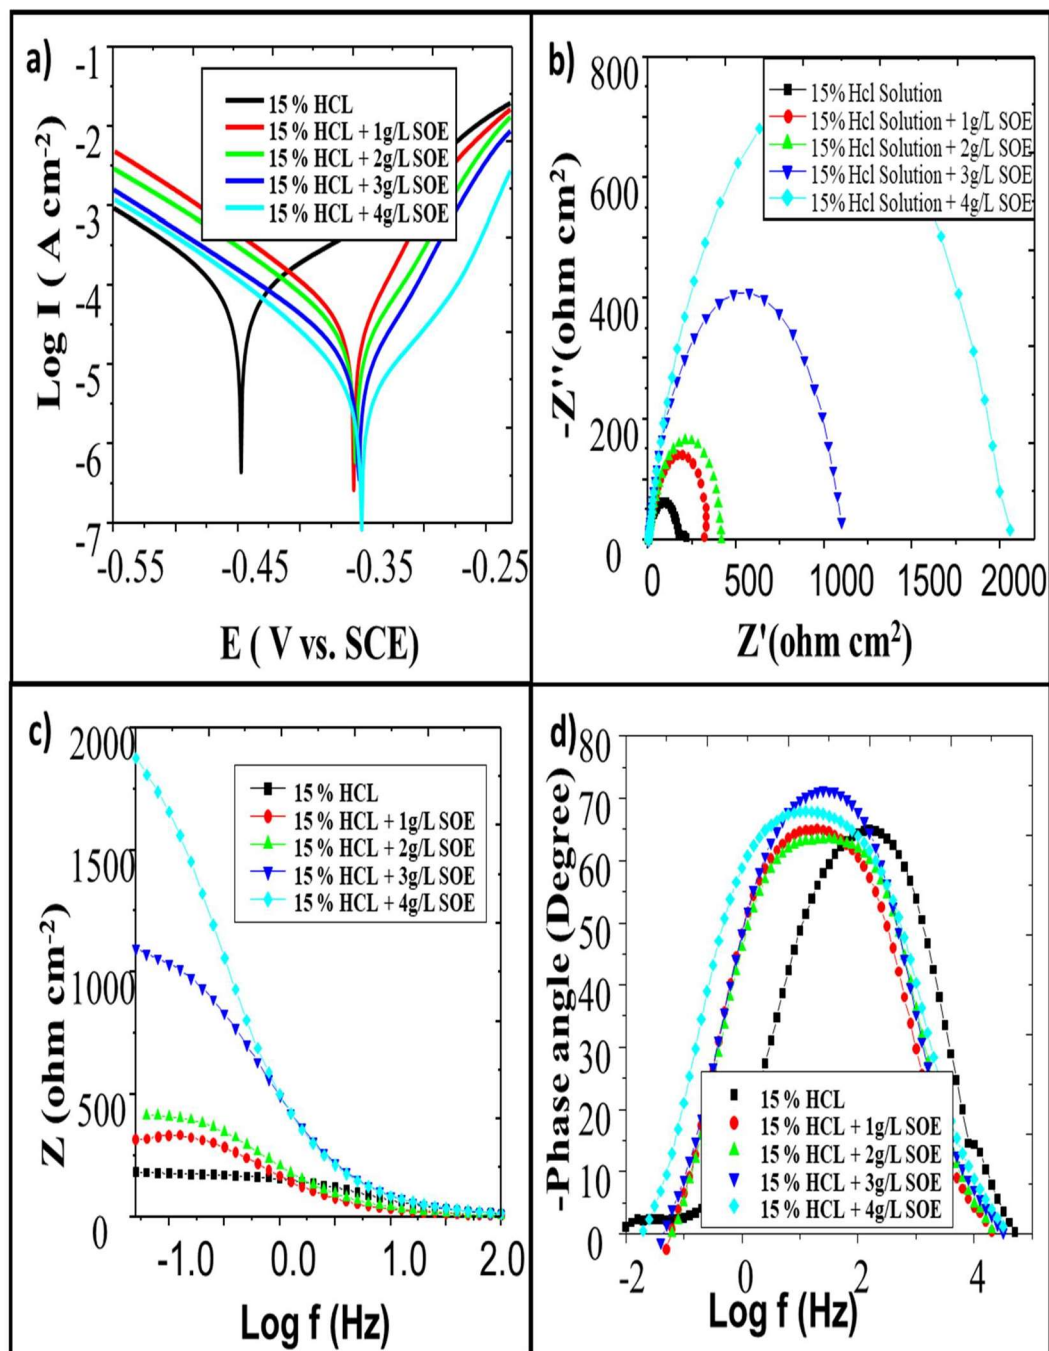 a)
-1
-2
-3
-4
-5
-6
-7
Log I ( A cm⁻²)
15 % HCL
15 % HCL + 1g/L SOE
15 % HCL + 2g/L SOE
15 % HCL + 3g/L SOE
15 % HCL + 4g/L SOE
-0.55 -0.45 -0.35 -0.25
E ( V vs. SCE)
b)
800
600
400
200
0
-Z''(ohm cm²)
15% Hcl Solution
15% Hcl Solution + 1g/L SOE
15% Hcl Solution + 2g/L SOE
15% Hcl Solution + 3g/L SOE
15% Hcl Solution + 4g/L SOE
0 500 1000 1500 2000
Z'(ohm cm²)
c)
2000
1500
1000
500
0
Z (ohm cm⁻²)
15 % HCL
15 % HCL + 1g/L SOE
15 % HCL + 2g/L SOE
15 % HCL + 3g/L SOE
15 % HCL + 4g/L SOE
-1.0 0.0 1.0 2.0
Log f (Hz)
d)
80
70
60
50
40
30
20
10
0
-Phase angle (Degree)
15 % HCL
15 % HCL + 1g/L SOE
15 % HCL + 2g/L SOE
15 % HCL + 3g/L SOE
15 % HCL + 4g/L SOE
-2 0 2 4
Log f (Hz)